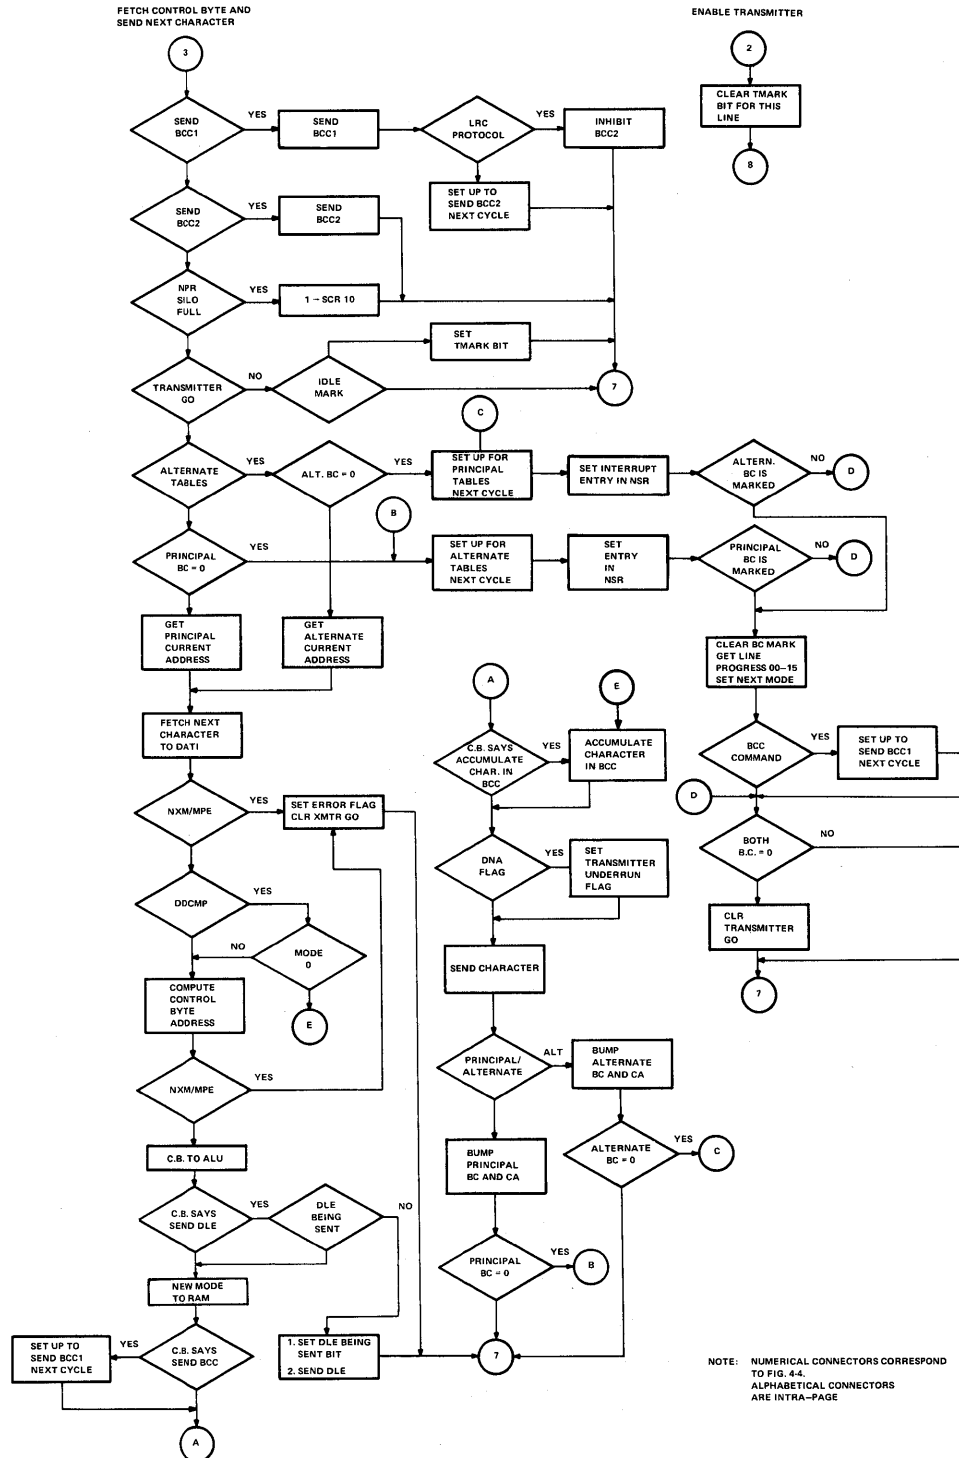 FETCH CONTROL BYTE AND
SEND NEXT CHARACTER
ENABLE TRANSMITTER
3
2
CLEAR TMARK
BIT FOR THIS
LINE
8
SEND
BCC1
YES
SEND
BCC1
LRC
PROTOCOL
YES
INHIBIT
BCC2
SET UP TO
SEND BCC2
NEXT CYCLE
SEND
BCC2
YES
SEND
BCC2
NPR
SILO
FULL
YES
1 → SCR 10
SET
TMARK BIT
TRANSMITTER
GO
NO
IDLE
MARK
7
C
ALTERNATE
TABLES
YES
ALT. BC = 0
YES
SET UP FOR
PRINCIPAL
TABLES
NEXT CYCLE
SET INTERRUPT
ENTRY IN NSR
ALTERN.
BC IS
MARKED
NO
D
B
PRINCIPAL
BC = 0
YES
SET UP FOR
ALTERNATE
TABLES
NEXT CYCLE
SET
ENTRY
IN
NSR
PRINCIPAL
BC IS
MARKED
NO
D
GET
PRINCIPAL
CURRENT
ADDRESS
GET
ALTERNATE
CURRENT
ADDRESS
CLEAR BC MARK
GET LINE
PROGRESS 00–15
SET NEXT MODE
A
E
FETCH NEXT
CHARACTER
TO DATI
C.B. SAYS
ACCUMULATE
CHAR. IN
BCC
YES
ACCUMULATE
CHARACTER
IN BCC
BCC
COMMAND
YES
SET UP TO
SEND BCC1
NEXT CYCLE
D
NXM/MPE
YES
SET ERROR FLAG
CLR XMTR GO
DNA
FLAG
YES
SET
TRANSMITTER
UNDERRUN
FLAG
BOTH
B.C. = 0
NO
DDCMP
YES
MODE
0
NO
CLR
TRANSMITTER
GO
SEND CHARACTER
COMPUTE
CONTROL
BYTE
ADDRESS
E
7
NXM/MPE
YES
PRINCIPAL/
ALTERNATE
ALT
BUMP
ALTERNATE
BC AND CA
C.B. TO ALU
BUMP
PRINCIPAL
BC AND CA
ALTERNATE
BC = 0
YES
C
C.B. SAYS
SEND DLE
YES
DLE
BEING
SENT
NO
PRINCIPAL
BC = 0
YES
B
NEW MODE
TO RAM
SET UP TO
SEND BCC1
NEXT CYCLE
YES
C.B. SAYS
SEND BCC
1. SET DLE BEING
SENT BIT
2. SEND DLE
7
A
NOTE: NUMERICAL CONNECTORS CORRESPOND
TO FIG. 4-4.
ALPHABETICAL CONNECTORS
ARE INTRA–PAGE